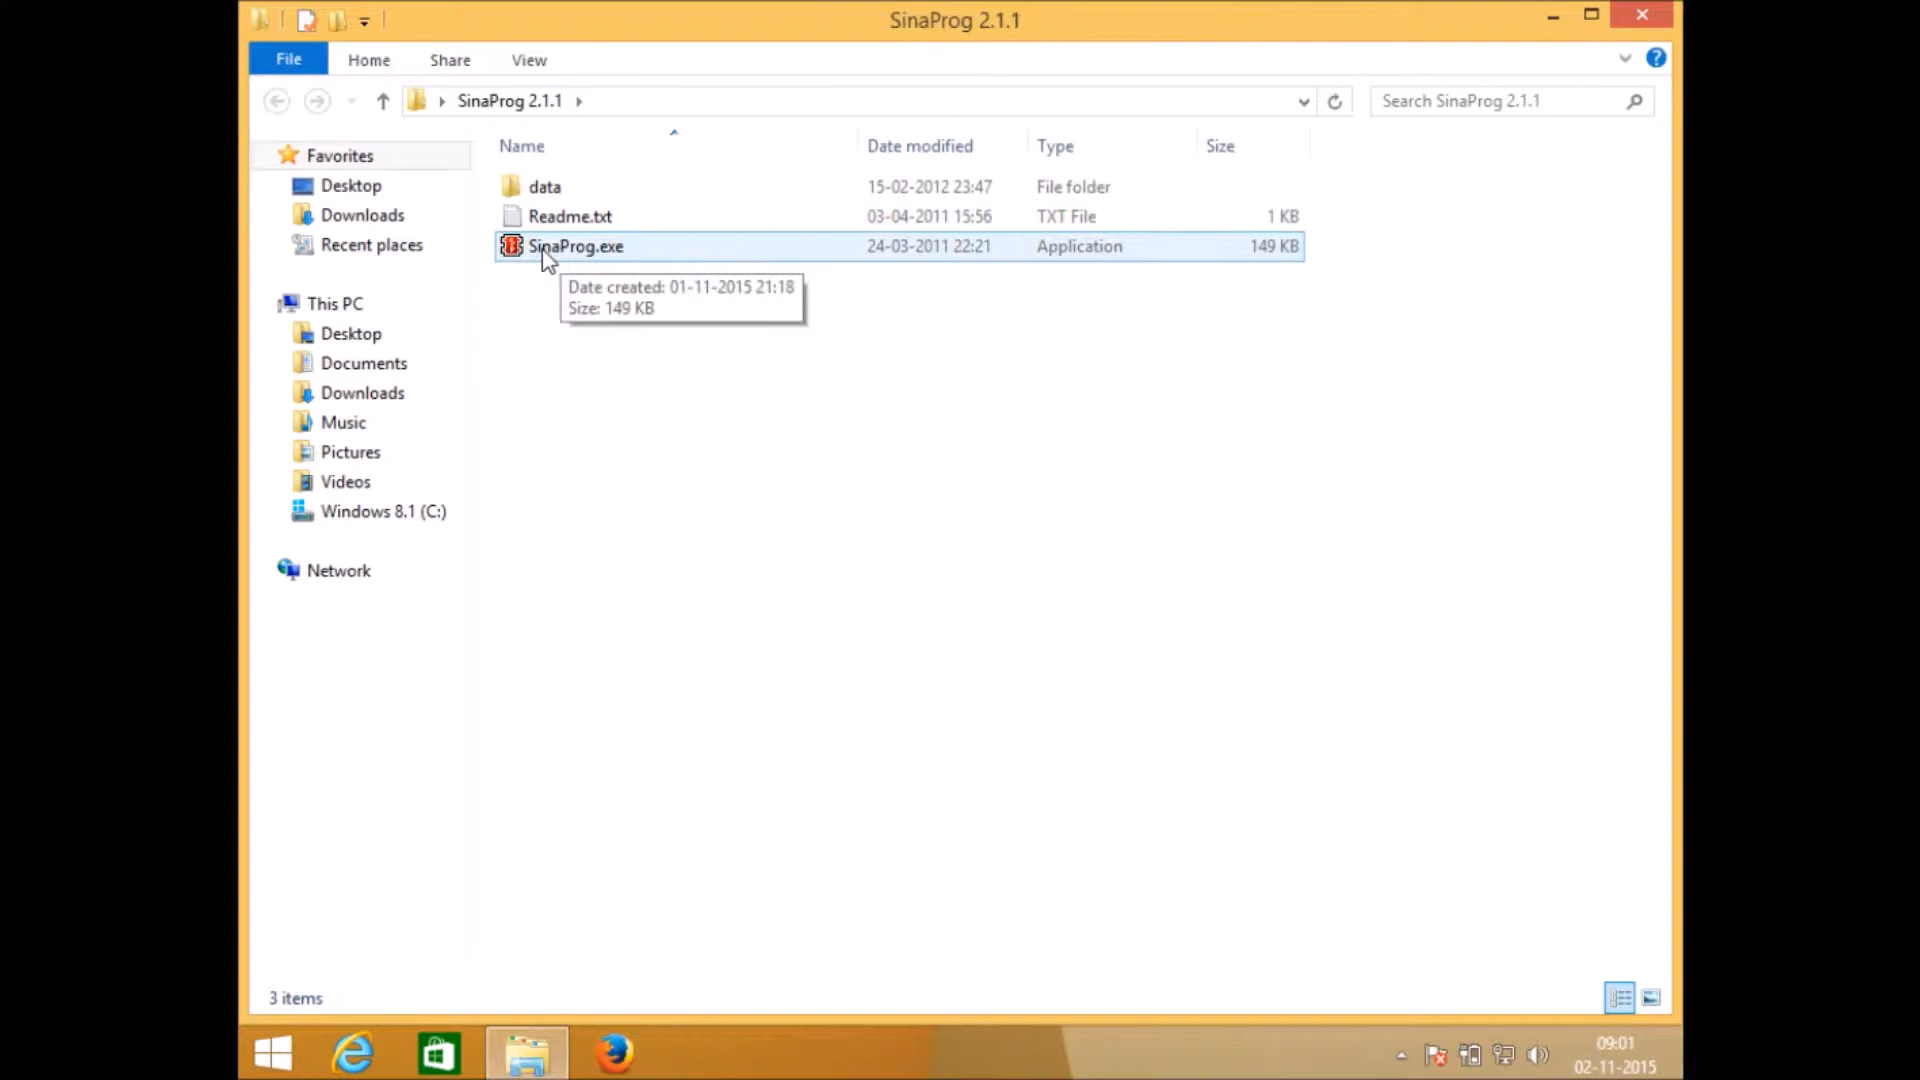 SinaProg 2.1.1
File Home Share View
SinaProg 2.1.1
Search SinaProg 2.1.1
Name Date modified Type Size
Favorites
Desktop
Downloads
Recent places
This PC
Desktop
Documents
Downloads
Music
Pictures
Videos
Windows 8.1 (C:)
Network
data 15-02-2012 23:47 File folder
Readme.txt 03-04-2011 15:56 TXT File 1 KB
SinaProg.exe 24-03-2011 22:21 Application 149 KB
Date created: 01-11-2015 21:18
Size: 149 KB
3 items
09:01
02-11-2015